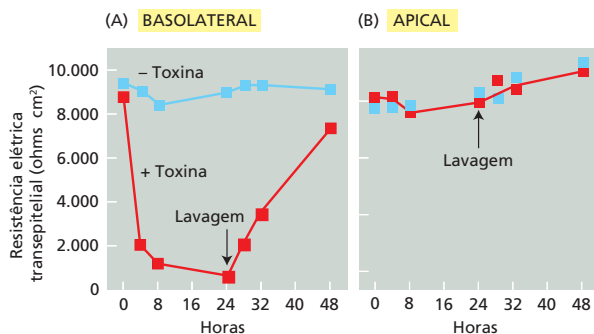 (A) BASOLATERAL
(B) APICAL
Resistência elétrica
transepitelial (ohms cm²)
10.000
8.000
6.000
4.000
2.000
0
– Toxina
+ Toxina
Lavagem
0 8 16 24 32 40 48
Horas
Lavagem
0 8 16 24 32 40 48
Horas